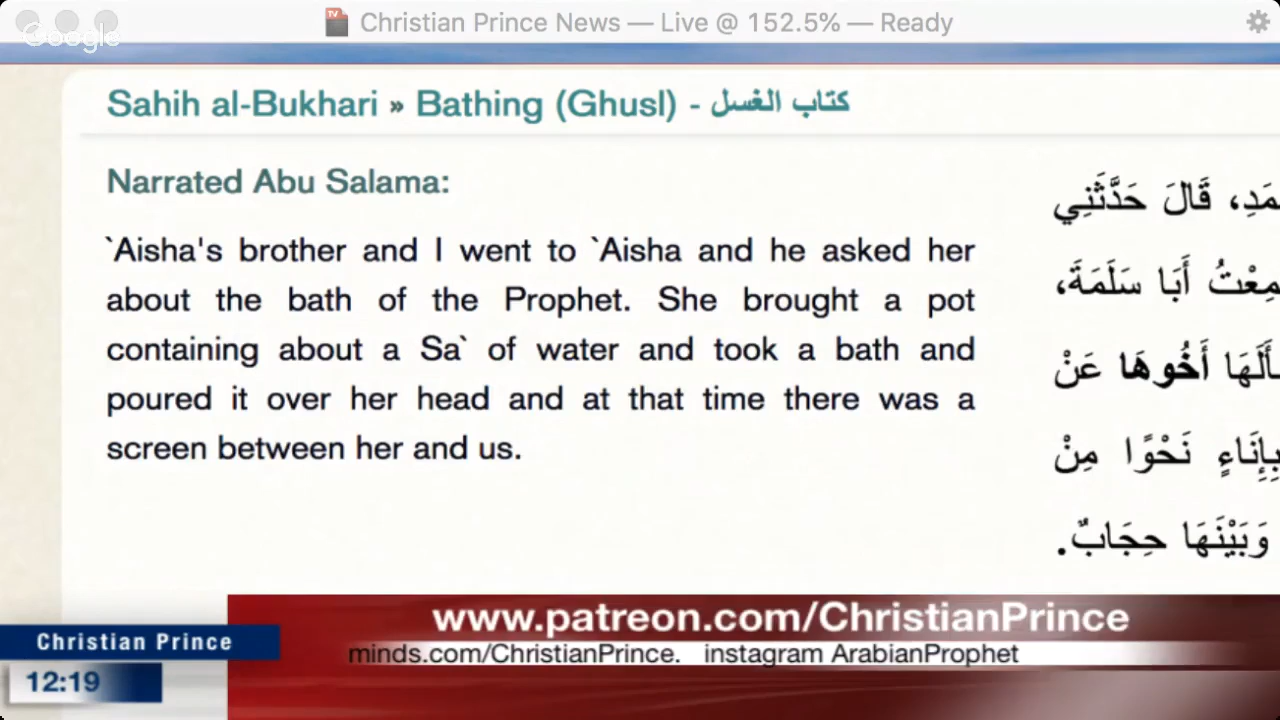 Christian Prince News — Live @ 152.5% — Ready
Google
Sahih al-Bukhari » Bathing (Ghusl) - كتاب الغسل
Narrated Abu Salama:
`Aisha's brother and I went to `Aisha and he asked her
about the bath of the Prophet. She brought a pot
containing about a Sa` of water and took a bath and
poured it over her head and at that time there was a
screen between her and us.
قَالَ حَدَّثَنِي
أَبَا سَلَمَةَ،
أَخُوهَا عَنْ
بِإِنَاءٍ نَحْوًا مِنْ
وَبَيْنَهَا حِجَابٌ.
www.patreon.com/ChristianPrince
Christian Prince
minds.com/ChristianPrince. instagram ArabianProphet
12:19